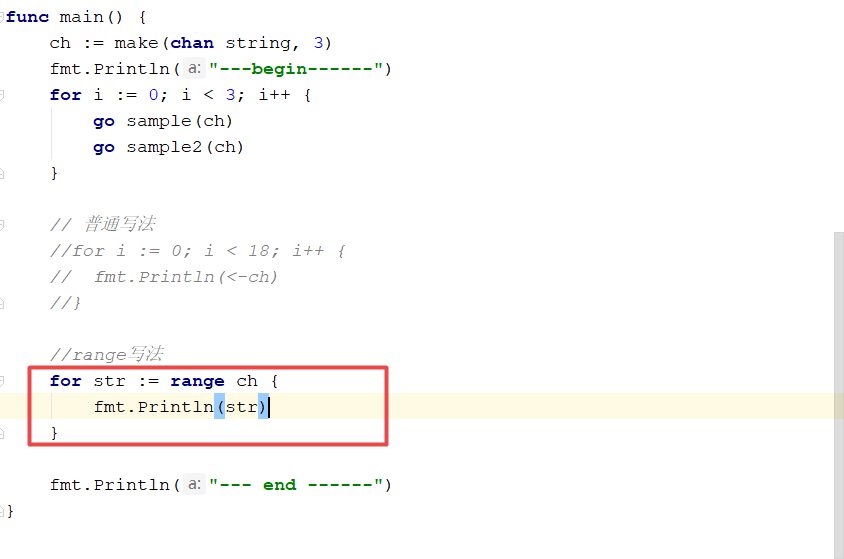 func main() {
ch := make(chan string, 3)
fmt.Println( a: "---begin------")
for i := 0; i < 3; i++ {
go sample(ch)
go sample2(ch)
}
// 普通写法
//for i := 0; i < 18; i++ {
// fmt.Println(<-ch)
//}
//range写法
for str := range ch {
fmt.Println(str)
}
fmt.Println( a: "--- end ------")
}